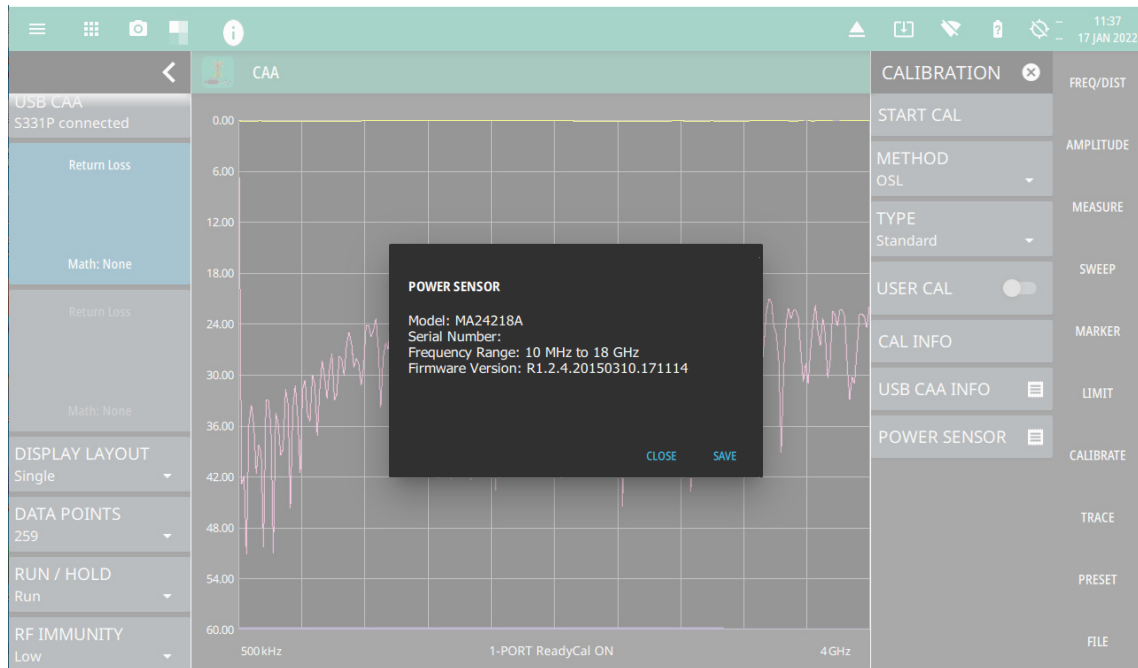 11:37
17 JAN 2022
CAA
USB CAA
S331P connected
Return Loss
Math: None
Return Loss
Math: None
DISPLAY LAYOUT
Single
DATA POINTS
259
RUN / HOLD
Run
RF IMMUNITY
Low
0.00
6.00
12.00
18.00
24.00
30.00
36.00
42.00
48.00
54.00
60.00
500 kHz
1-PORT ReadyCal ON
4 GHz
POWER SENSOR
Model: MA24218A
Serial Number:
Frequency Range: 10 MHz to 18 GHz
Firmware Version: R1.2.4.20150310.171114
CLOSE SAVE
CALIBRATION
START CAL
METHOD
OSL
TYPE
Standard
USER CAL
CAL INFO
USB CAA INFO
POWER SENSOR
FREQ/DIST
AMPLITUDE
MEASURE
SWEEP
MARKER
LIMIT
CALIBRATE
TRACE
PRESET
FILE